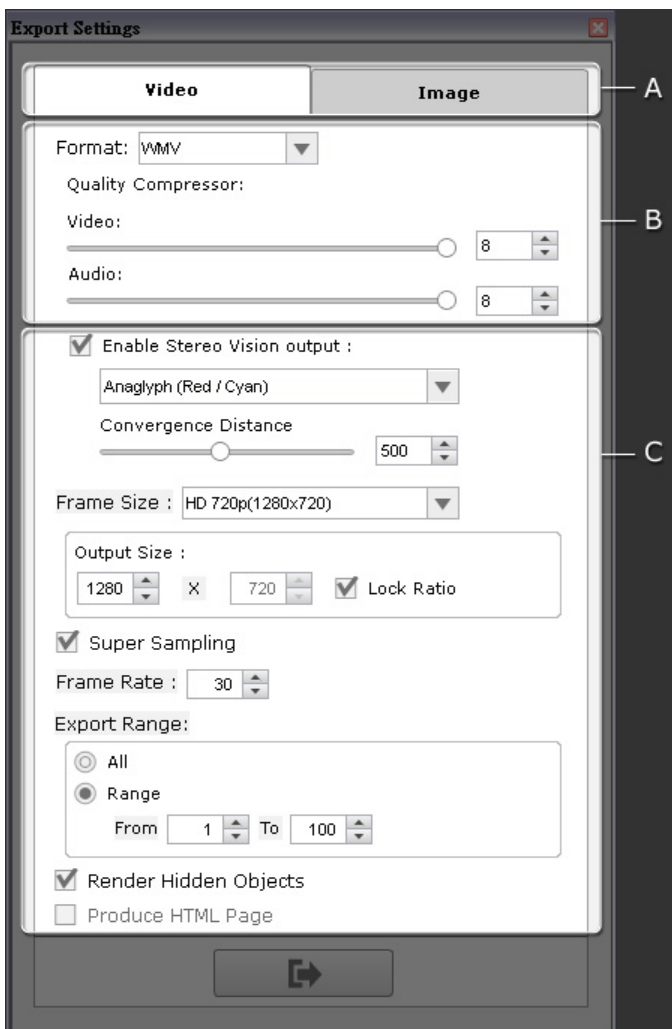 Export Settings
Video Image A
Format: WMV
Quality Compressor:
Video:
8
B
Audio:
8
Enable Stereo Vision output :
Anaglyph (Red / Cyan)
Convergence Distance
500
C
Frame Size : HD 720p(1280x720)
Output Size :
1280 X 720 Lock Ratio
Super Sampling
Frame Rate : 30
Export Range:
All
Range
From 1 To 100
Render Hidden Objects
Produce HTML Page